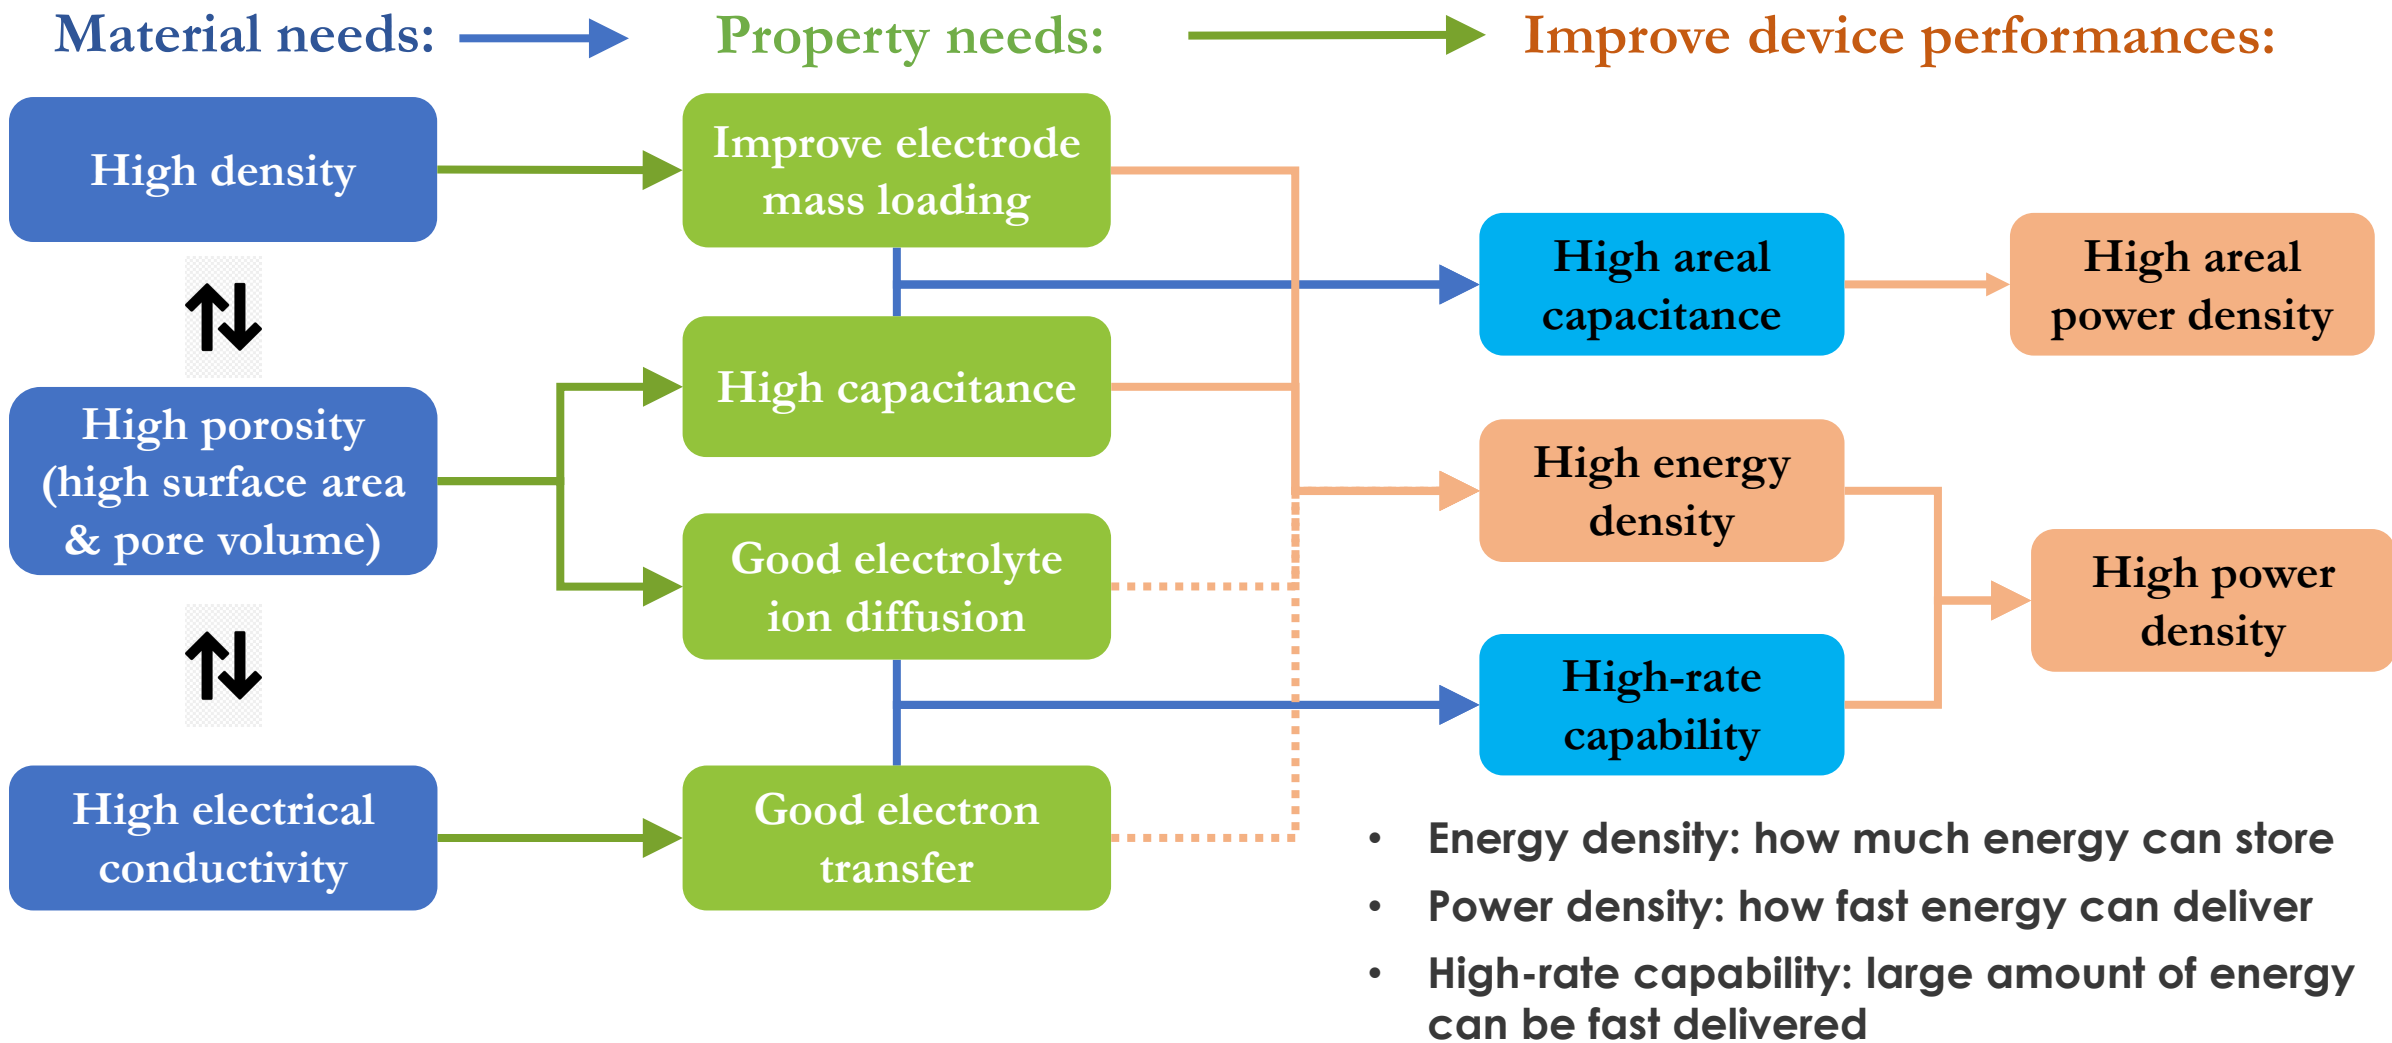 Material needs:
Property needs:
Improve device performances:
High density
High porosity
(high surface area
& pore volume)
High electrical
conductivity
Improve electrode
mass loading
High capacitance
Good electrolyte
ion diffusion
Good electron
transfer
High areal
capacitance
High areal
power density
High energy
density
High-rate
capability
High power
density
• Energy density: how much energy can store
• Power density: how fast energy can deliver
• High-rate capability: large amount of energy
can be fast delivered